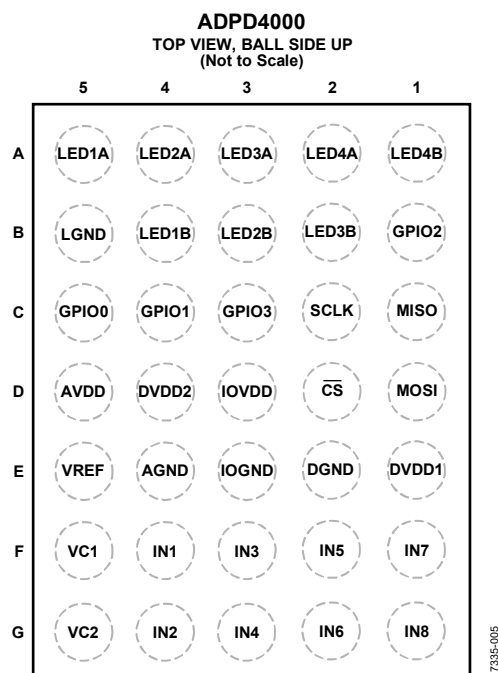 ADPD4000
TOP VIEW, BALL SIDE UP
(Not to Scale)
5 4 3 2 1
A LED1A LED2A LED3A LED4A LED4B
B LGND LED1B LED2B LED3B GPIO2
C GPIO0 GPIO1 GPIO3 SCLK MISO
D AVDD DVDD2 IOVDD C̅S̅ MOSI
E VREF AGND IOGND DGND DVDD1
F VC1 IN1 IN3 IN5 IN7
G VC2 IN2 IN4 IN6 IN8
7335-005